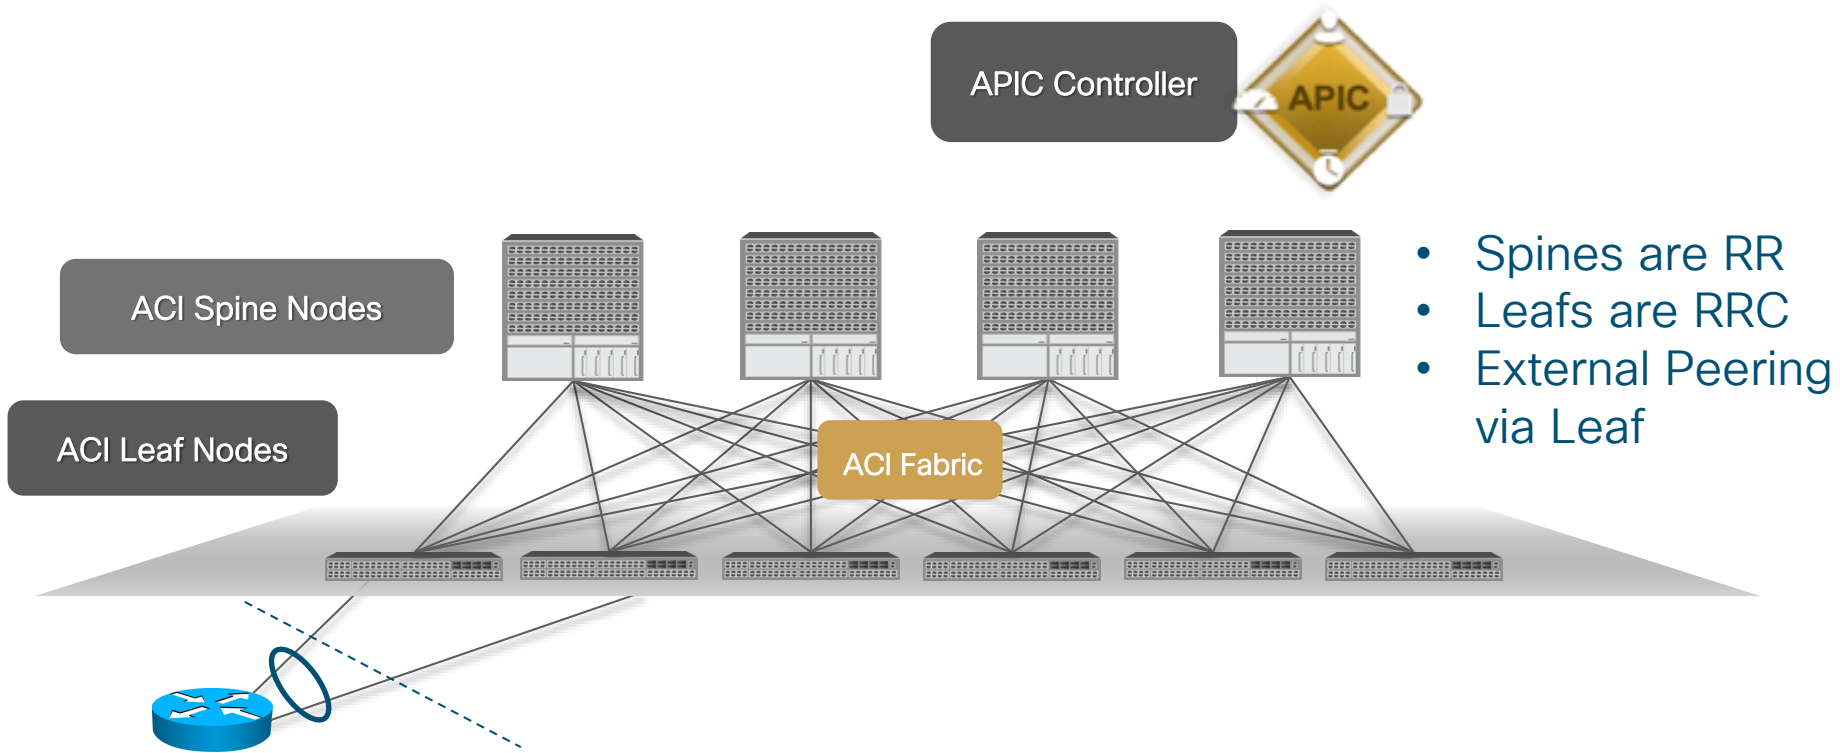 APIC Controller
APIC
ACI Spine Nodes
• Spines are RR
• Leafs are RRC
• External Peering
via Leaf
ACI Leaf Nodes
ACI Fabric